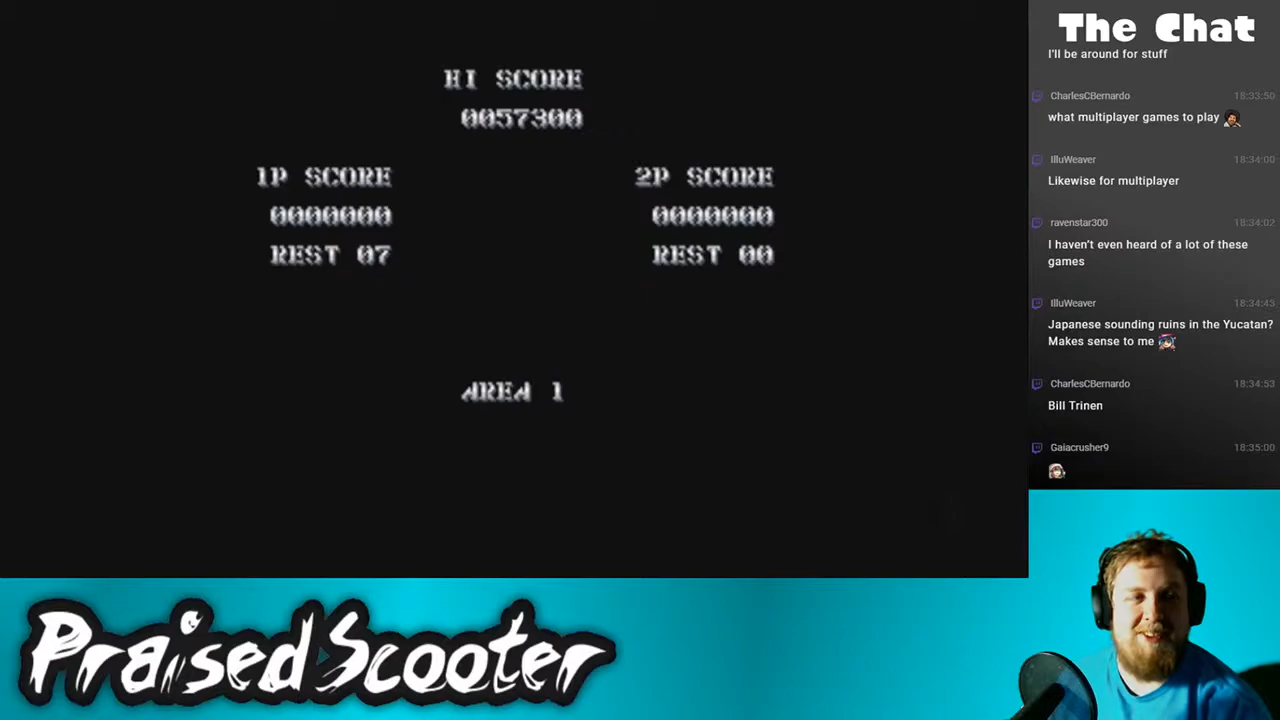 HI SCORE
0057300
1P SCORE
0000000
REST 07
2P SCORE
0000000
REST 00
AREA 1
The Chat
I'll be around for stuff
CharlesCBernardo 18:33:50
what multiplayer games to play
IlluWeaver 18:34:00
Likewise for multiplayer
ravenstar300 18:34:02
I haven't even heard of a lot of these
games
IlluWeaver 18:34:43
Japanese sounding ruins in the Yucatan?
Makes sense to me
CharlesCBernardo 18:34:53
Bill Trinen
Gaiacrusher9 18:35:00
PraisedScooter